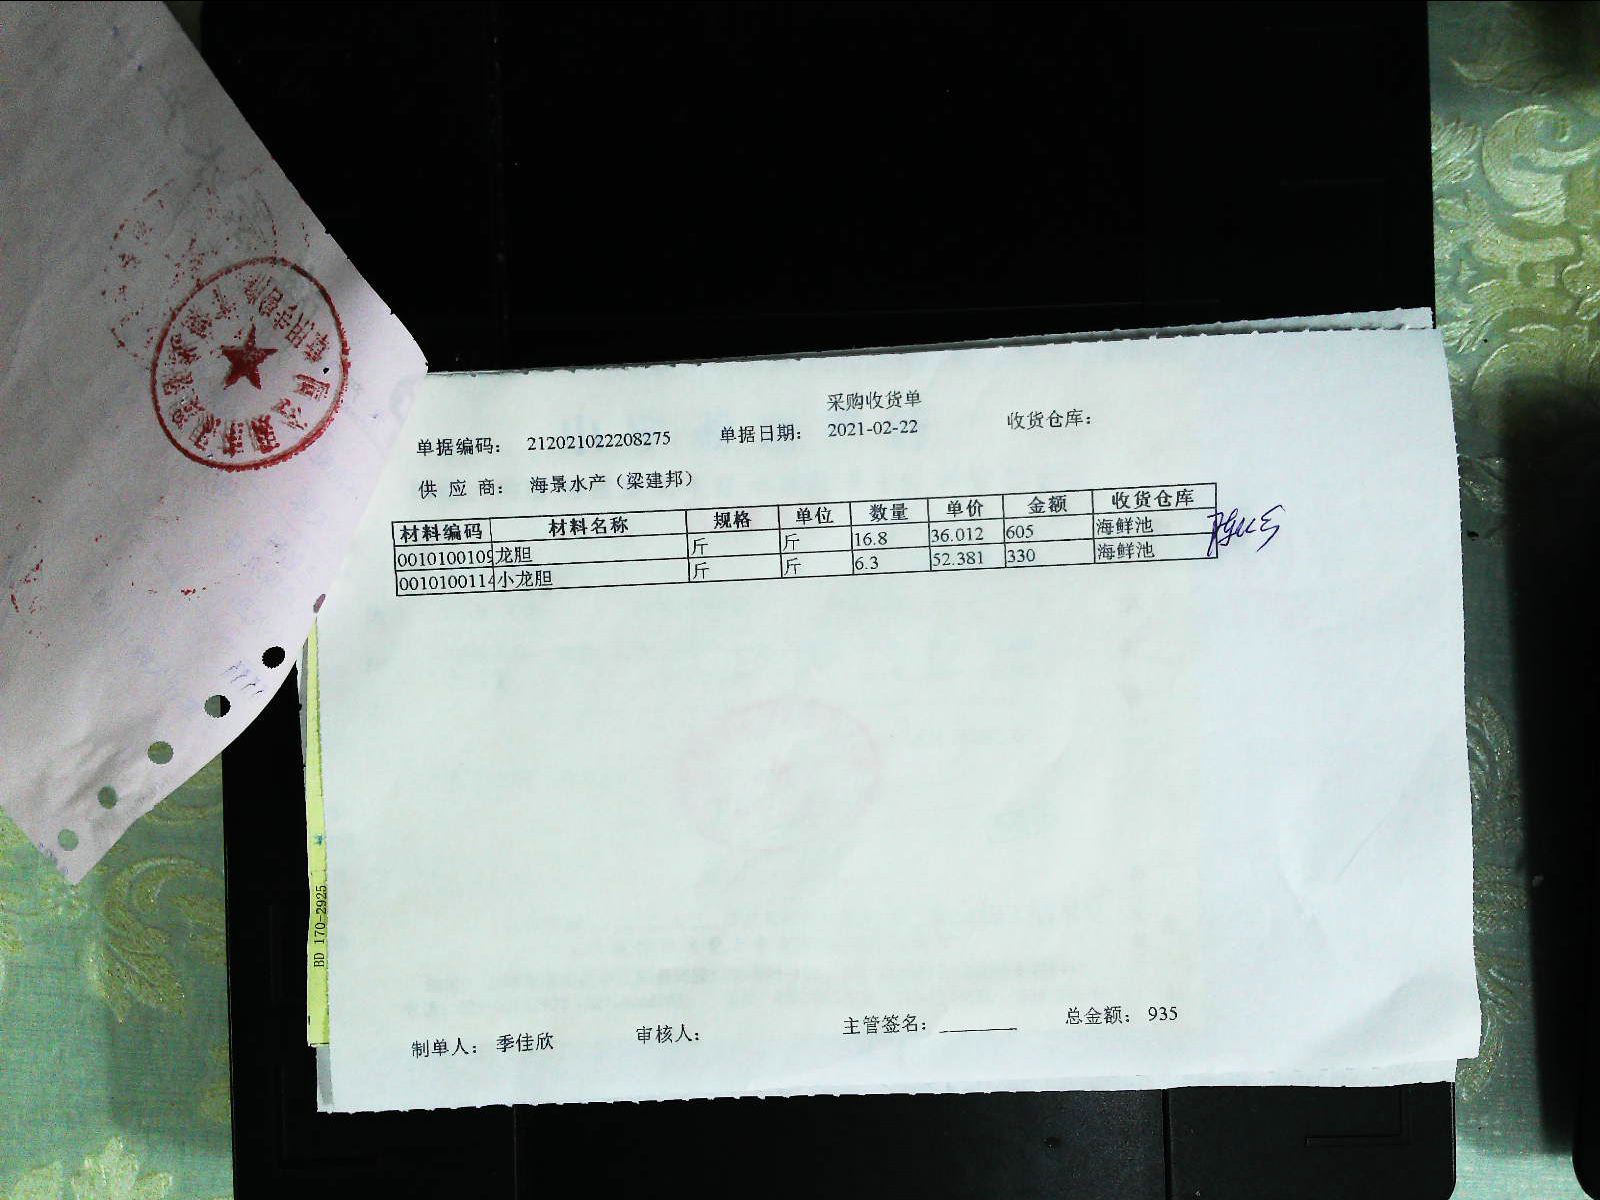 采购收货单
单据编码： 212021022208275 单据日期： 2021-02-22 收货仓库：
供 应 商： 海景水产（梁建邦）
材料编码 材料名称 规格 单位 数量 单价 金额 收货仓库
0010100109 龙胆 斤 斤 16.8 36.012 605 海鲜池
0010100114 小龙胆 斤 斤 6.3 52.381 330 海鲜池
BD 170-2925
制单人： 季佳欣 审核人： 主管签名： 总金额： 935